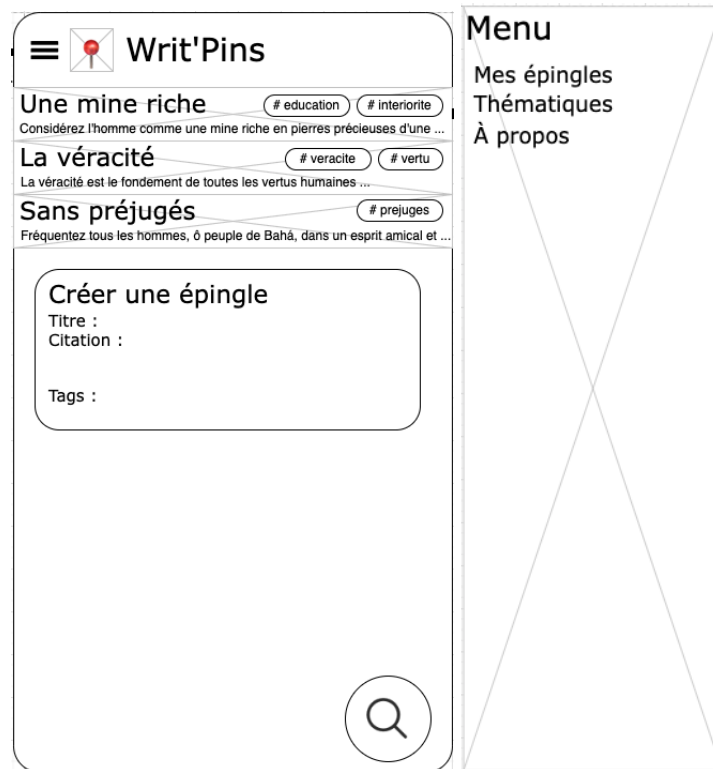 Writ'Pins
Une mine riche # education # interiorite
Considérez l'homme comme une mine riche en pierres précieuses d'une ...
La véracité # veracite # vertu
La véracité est le fondement de toutes les vertus humaines ...
Sans préjugés # prejuges
Fréquentez tous les hommes, ô peuple de Bahá, dans un esprit amical et ...
Créer une épingle
Titre :
Citation :
Tags :
Menu
Mes épingles
Thématiques
À propos